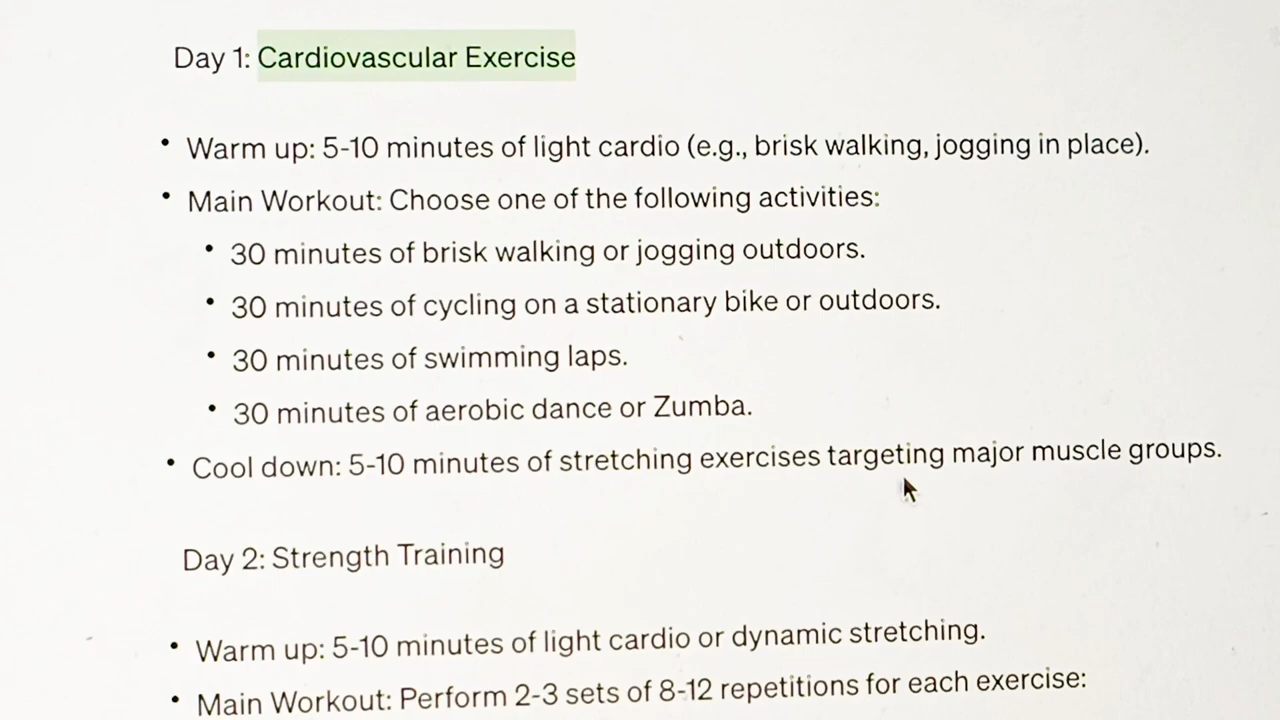 Day 1: Cardiovascular Exercise
• Warm up: 5-10 minutes of light cardio (e.g., brisk walking, jogging in place).
• Main Workout: Choose one of the following activities:
• 30 minutes of brisk walking or jogging outdoors.
• 30 minutes of cycling on a stationary bike or outdoors.
• 30 minutes of swimming laps.
• 30 minutes of aerobic dance or Zumba.
• Cool down: 5-10 minutes of stretching exercises targeting major muscle groups.
Day 2: Strength Training
• Warm up: 5-10 minutes of light cardio or dynamic stretching.
• Main Workout: Perform 2-3 sets of 8-12 repetitions for each exercise: